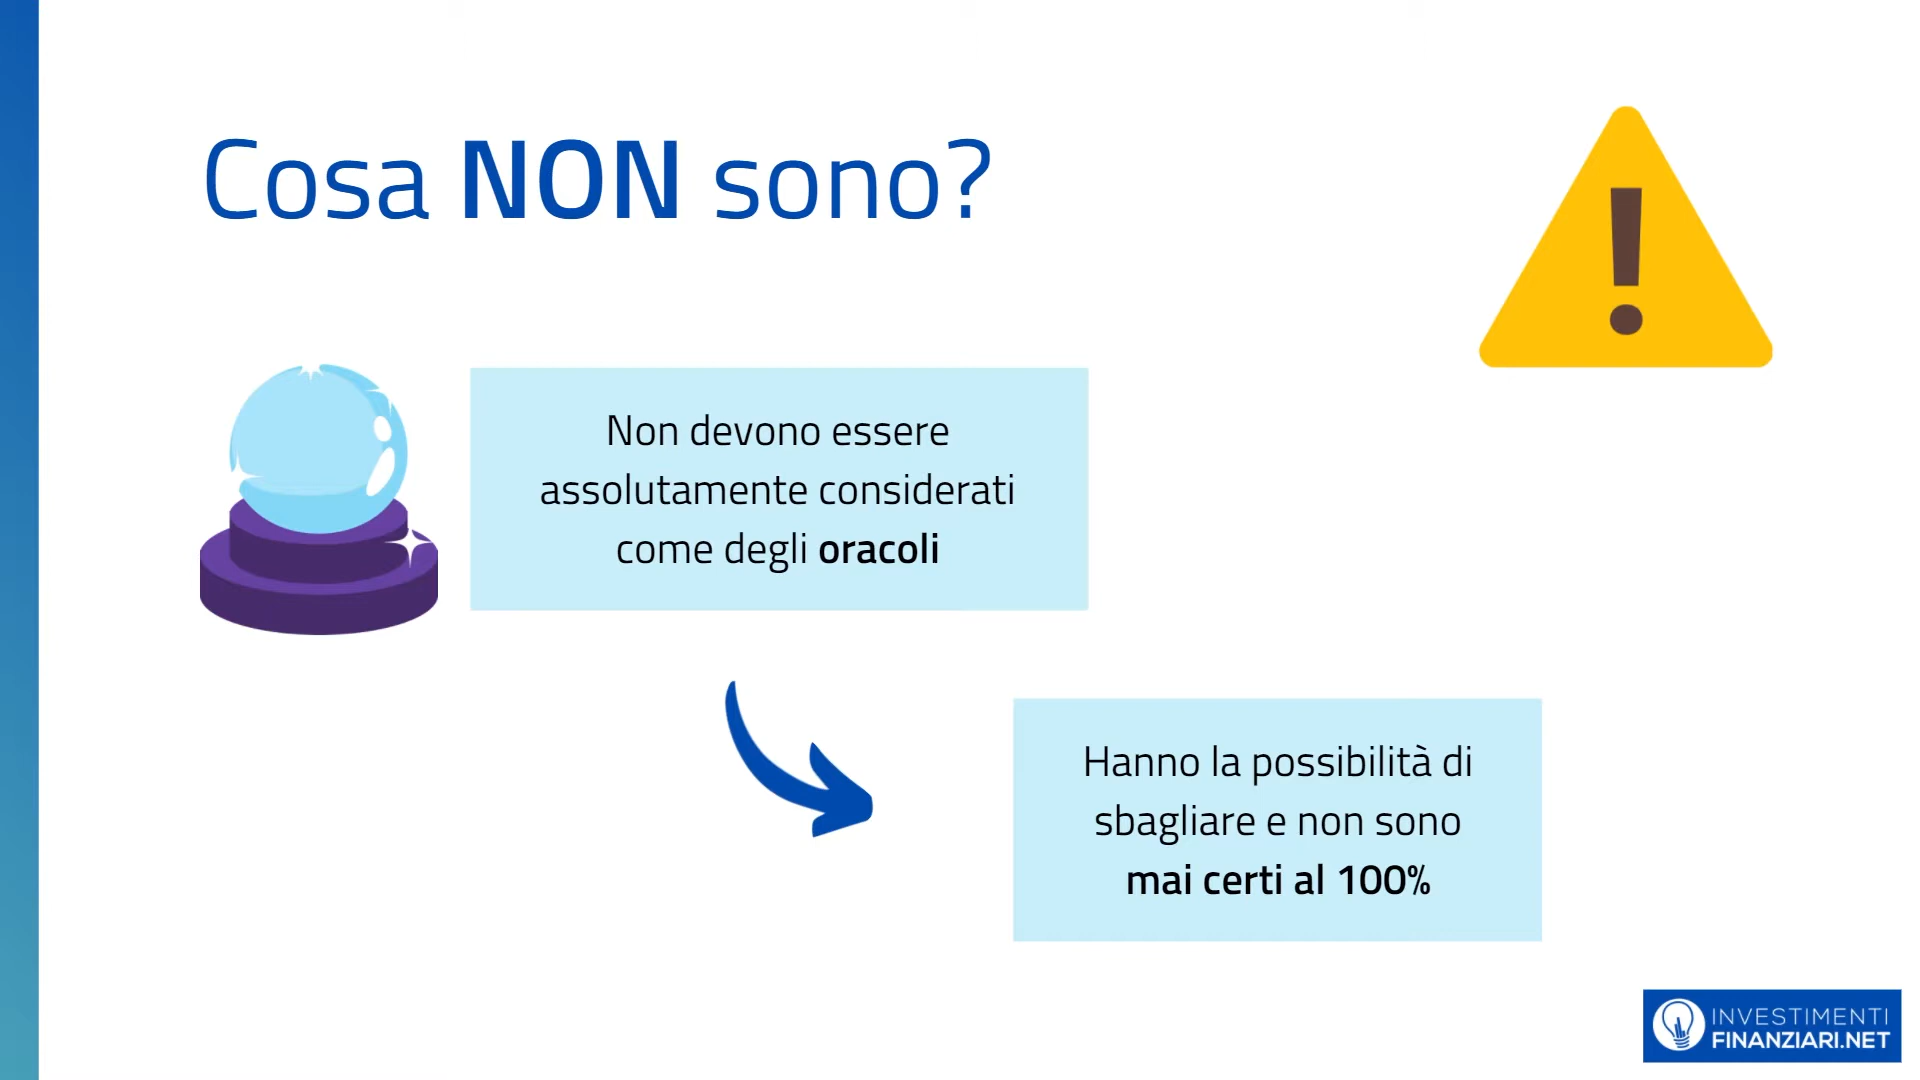 Cosa NON sono?
Non devono essere
assolutamente considerati
come degli oracoli
Hanno la possibilità di
sbagliare e non sono
mai certi al 100%
INVESTIMENTI
FINANZIARI.NET